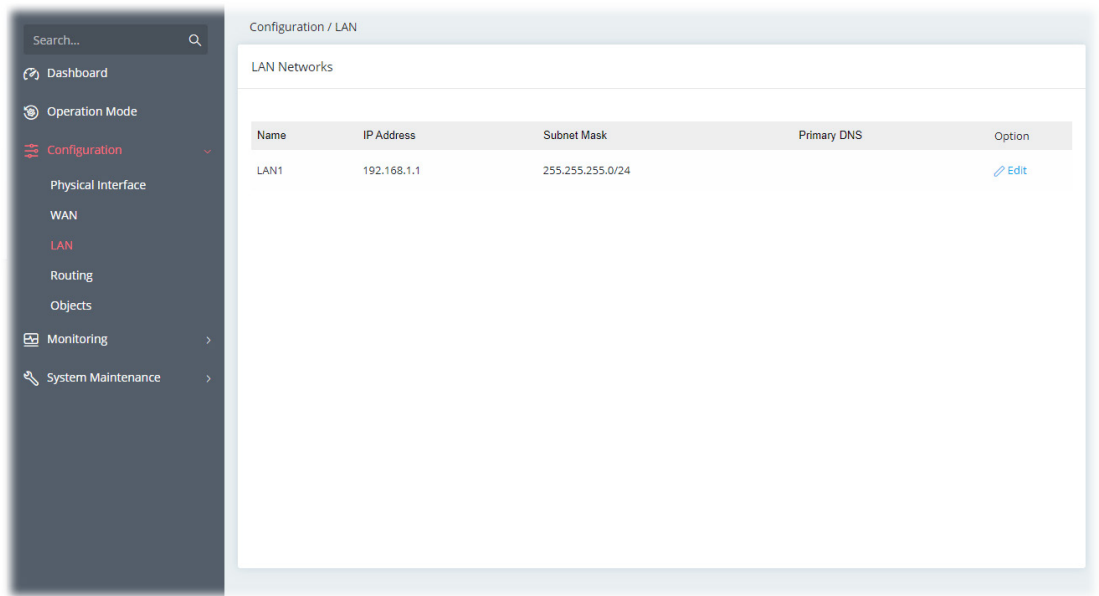 Search...
Dashboard
Operation Mode
Configuration
Physical Interface
WAN
LAN
Routing
Objects
Monitoring
System Maintenance
Configuration / LAN
LAN Networks
Name IP Address Subnet Mask Primary DNS Option
LAN1 192.168.1.1 255.255.255.0/24 Edit